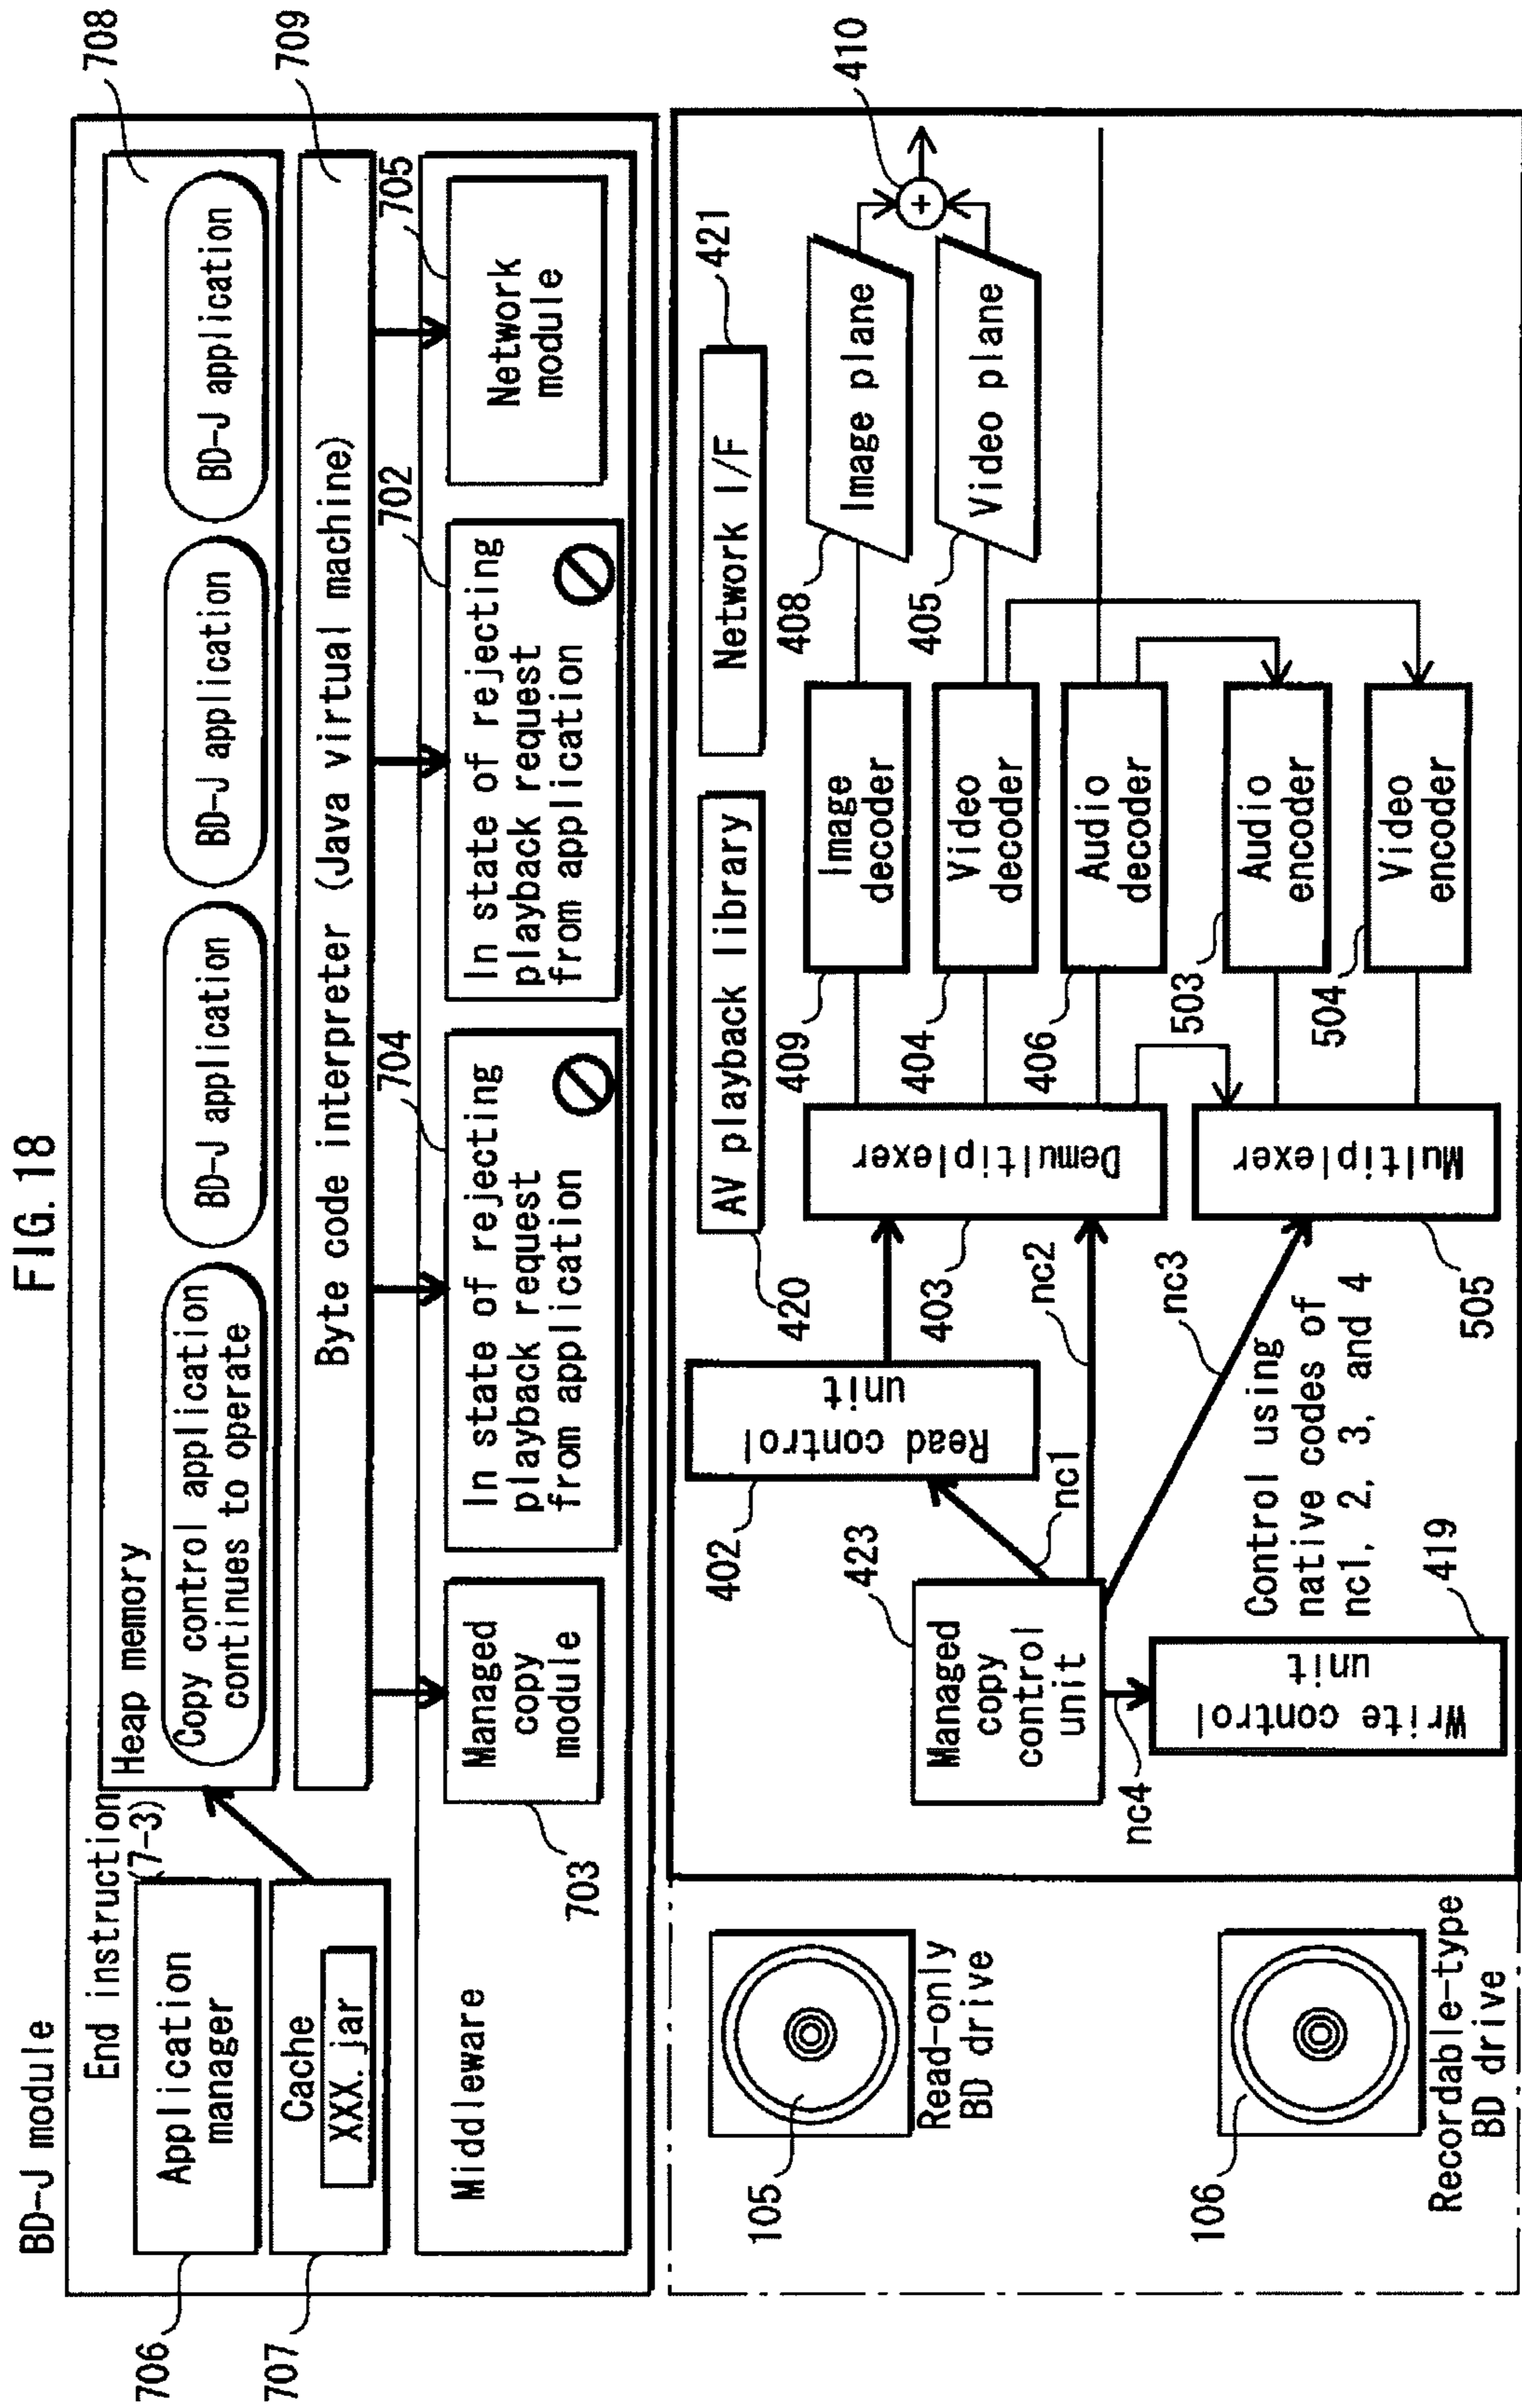 FIG. 18
BD-J module
End instruction
(7-3)
706
Application
manager
707
Cache
XXX. jar
Heap memory
708
Copy control application
continues to operate
BD-J application
BD-J application
BD-J application
709
Byte code interpreter (Java virtual machine)
Middleware
703
Managed
copy
module
704
In state of rejecting
playback request
from application
702
In state of rejecting
playback request
from application
705
Network
module
105
Read-only
BD drive
106
Recordable-type
BD drive
420
AV playback library
Network I/F
421
402
Read control
unit
423
Managed
copy
control
unit
nc1
nc2
nc3
nc4
Control using
native codes of
nc1, 2, 3, and 4
419
Write control
unit
403
Demultiplexer
505
Multiplexer
409
Image
decoder
404
Video
decoder
406
Audio
decoder
503
Audio
encoder
504
Video
encoder
408
Image plane
405
Video plane
410
+